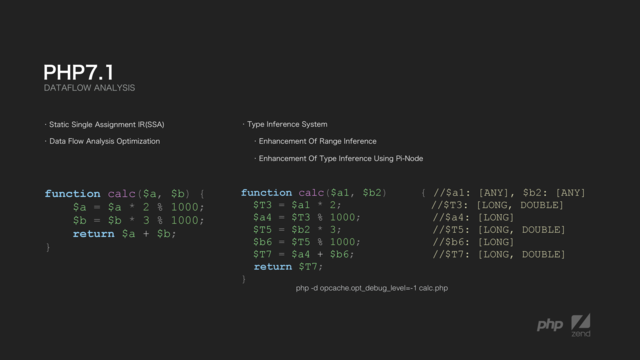 PHP7.1
DATAFLOW ANALYSIS
· Static Single Assignment IR(SSA)
· Data Flow Analysis Optimization
· Type Inference System
· Enhancement Of Range Inference
· Enhancement Of Type Inference Using Pi-Node
function calc($a, $b) {
$a = $a * 2 % 1000;
$b = $b * 3 % 1000;
return $a + $b;
}
function calc($a1, $b2) { //$a1: [ANY], $b2: [ANY]
$T3 = $a1 * 2; //$T3: [LONG, DOUBLE]
$a4 = $T3 % 1000; //$a4: [LONG]
$T5 = $b2 * 3; //$T5: [LONG, DOUBLE]
$b6 = $T5 % 1000; //$b6: [LONG]
$T7 = $a4 + $b6; //$T7: [LONG, DOUBLE]
return $T7;
}
php -d opcache.opt_debug_level=-1 calc.php
php zend